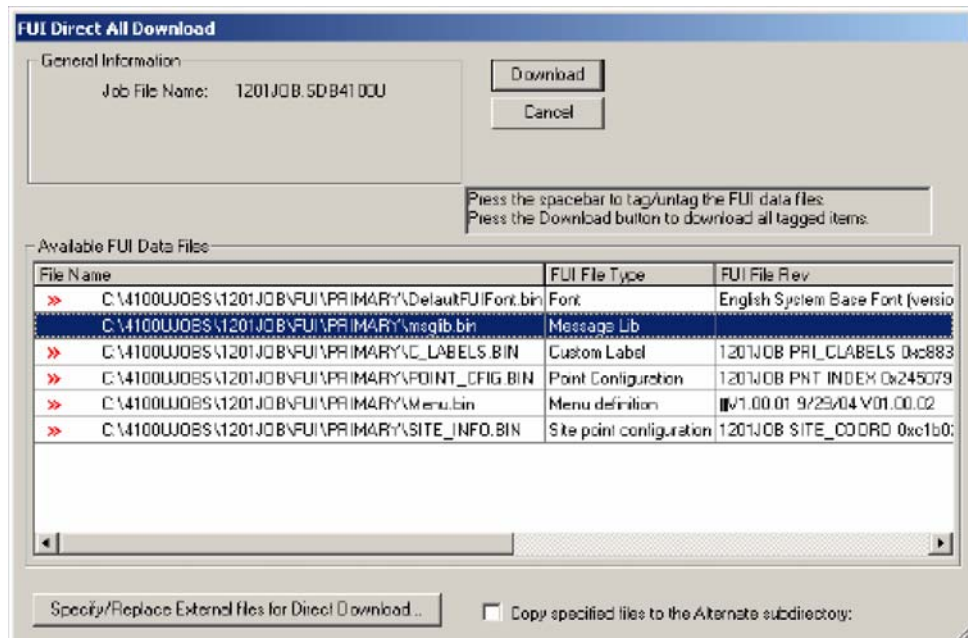 FUI Direct All Download
General Information
Job File Name: 1201JOB.SDB4100U
Download
Cancel
Press the spacebar to tag/untag the FUI data files.
Press the Download button to download all tagged items.
Available FUI Data Files
File Name FUI File Type FUI File Rev
» C:\4100UJOBS\1201JOB\FUI\PRIMARY\DefaultFUIFont.bin Font English System Base Font (versio
C:\4100UJOBS\1201JOB\FUI\PRIMARY\msglib.bin Message Lib
» C:\4100UJOBS\1201JOB\FUI\PRIMARY\C_LABELS.BIN Custom Label 1201JOB PRI_CLABELS 0xc883
» C:\4100UJOBS\1201JOB\FUI\PRIMARY\POINT_CFIG.BIN Point Configuration 1201JOB PNT INDEX 0x245079
» C:\4100UJOBS\1201JOB\FUI\PRIMARY\Menu.bin Menu definition V1.00.01 9/29/04 V01.00.02
» C:\4100UJOBS\1201JOB\FUI\PRIMARY\SITE_INFO.BIN Site point configuration 1201JOB SITE_COORD
Specify/Replace External files for Direct Download... Copy specified files to the Alternate subdirectory: